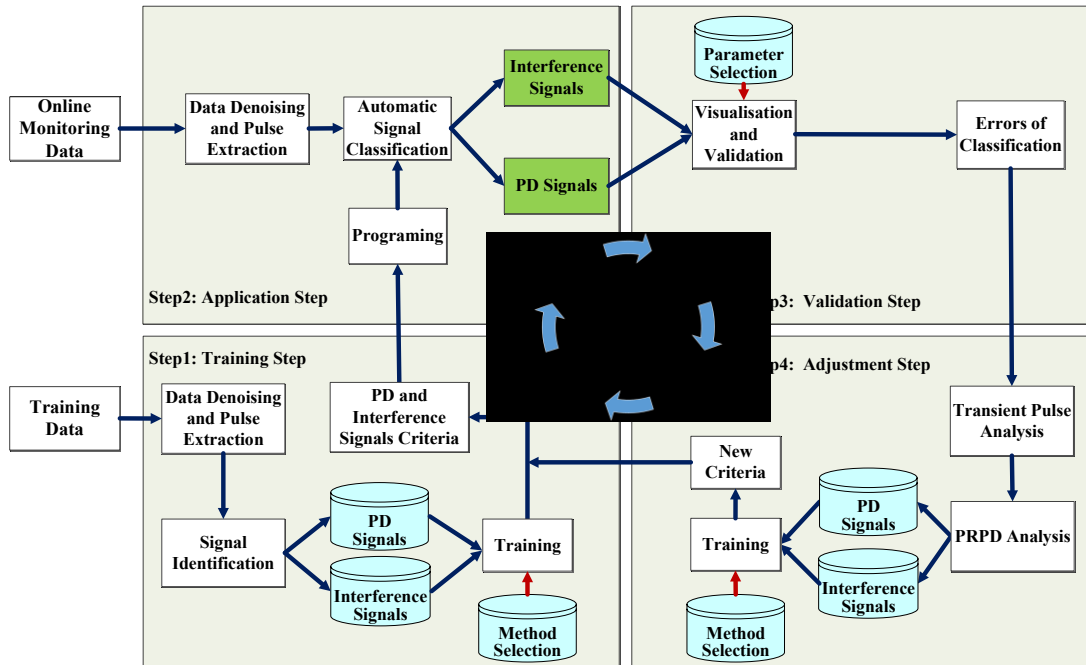 Online
Monitoring
Data
Data Denoising
and Pulse
Extraction
Automatic
Signal
Classification
Interference
Signals
PD Signals
Programing
Step2: Application Step
Parameter
Selection
Visualisation
and
Validation
Errors of
Classification
p3: Validation Step
Step1: Training Step
Training
Data
Data Denoising
and Pulse
Extraction
PD and
Interference
Signals Criteria
Signal
Identification
PD
Signals
Interference
Signals
Training
Method
Selection
p4: Adjustment Step
Transient Pulse
Analysis
New
Criteria
PD
Signals
Training
PRPD Analysis
Interference
Signals
Method
Selection